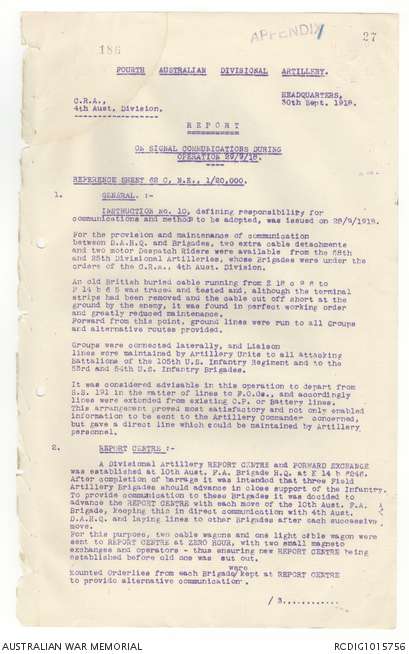 186
APPENDIX
27
FOURTH AUSTRALIAN DIVISIONAL ARTILLERY.
HEADQUARTERS,
30th Sept. 1918.
C.R.A.,
4th Aust. Division.
REPORT
ON SIGNAL COMMUNICATIONS DURING
OPERATION 29/9/18.
REFERENCE SHEET 62 C, N.E., 1/20,000.
1. GENERAL. :-
INSTRUCTION NO. 10, defining responsibility for
communications and method to be adopted, was issued on 28/9/1918.
For the provision and maintenance of communication
between D.A.H.Q. and Brigades, two extra cable detachments
and two motor Despatch Riders were available from the 58th
and 25th Divisional Artilleries, whose Brigades were under the
orders of the C.R.A., 4th Aust. Division.
An old British buried cable running from
was traced and tested and, although the terminal
strips had been removed and the cable cut off short at the
ground by the enemy, it was found in perfect working order
and greatly reduced maintenance.
Forward from this point, ground lines were run to all Groups
and alternative routes provided.
Groups were connected laterally, and Liaison
lines were maintained by Artillery Units to all attacking
Battalions of the 105th U.S. Infantry Regiment and to the
53rd and 54th U.S. Infantry Brigades.
It was considered advisable in this operation to depart from
S.S. 191 in the matter of lines to F.O.Os., and accordingly
lines were extended from existing C.P. or Battery lines.
This arrangement proved most satisfactory and not only enabled
information to be sent to the Artillery Commander concerned,
but gave a direct line which could be maintained by Artillery
personnel.
2. REPORT CENTRE :-
A Divisional Artillery REPORT CENTRE and FORWARD EXCHANGE
was established at 10th Aust. F.A. Brigade H.Q. at
After completion of barrage it was intended that three Field
Artillery Brigades should advance in close support of the Infantry.
To provide communication to these Brigades it was decided to
advance the REPORT CENTRE with each move of the 10th Aust. F.A.
Brigade, keeping this in direct communication with 4th Aust.
D.A.H.Q. and laying lines to other Brigades after each successive
move.
For this purpose, two cable wagons and one light cable wagon were
sent to REPORT CENTRE at ZERO HOUR, with two small magneto
exchanges and operators - thus ensuring new REPORT CENTRE being
established before old one was cut out.
were
Mounted Orderlies from each Brigade/kept at REPORT CENTRE
to provide alternative communication.
/ 3............
AUSTRALIAN WAR MEMORIAL
RCDIG1015756